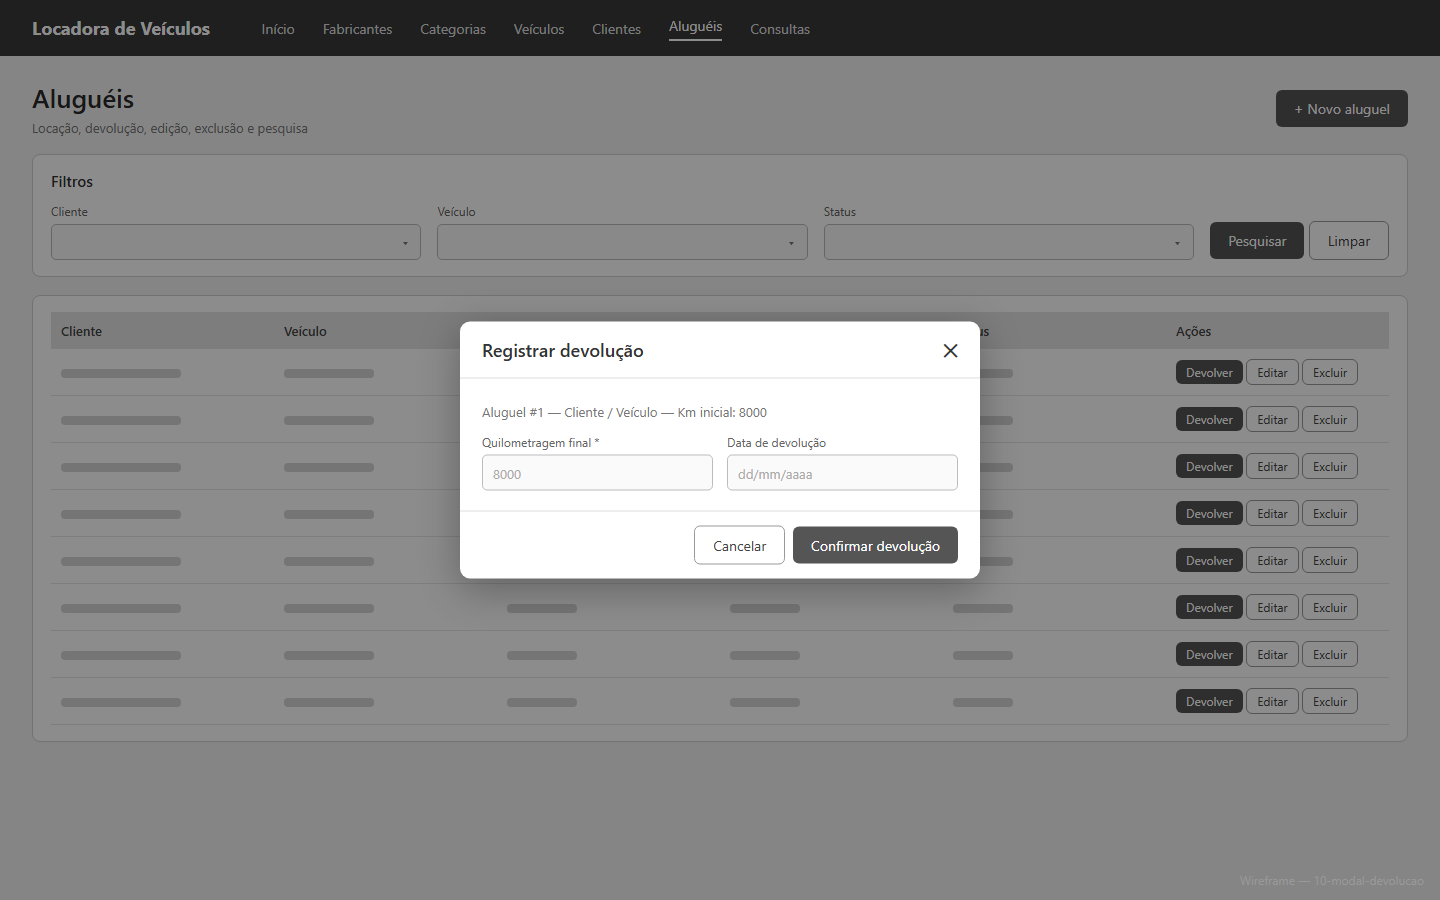 Locadora de Veículos Início Fabricantes Categorias Veículos Clientes Aluguéis Consultas
Aluguéis
Locação, devolução, edição, exclusão e pesquisa
+ Novo aluguel
Filtros
Cliente Veículo Status
Pesquisar Limpar
Cliente Veículo Ações
Registrar devolução
Aluguel #1 — Cliente / Veículo — Km inicial: 8000
Quilometragem final * Data de devolução
8000 dd/mm/aaaa
Cancelar Confirmar devolução
Devolver Editar Excluir
Devolver Editar Excluir
Devolver Editar Excluir
Devolver Editar Excluir
Devolver Editar Excluir
Devolver Editar Excluir
Devolver Editar Excluir
Devolver Editar Excluir
Wireframe — 10-modal-devolucao